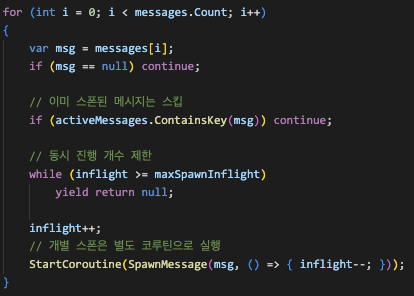 for (int i = 0; i < messages.Count; i++)
{
    var msg = messages[i];
    if (msg == null) continue;

    // 이미 스폰된 메시지는 스킵
    if (activeMessages.ContainsKey(msg)) continue;

    // 동시 진행 개수 제한
    while (inflight >= maxSpawnInflight)
        yield return null;

    inflight++;
    // 개별 스폰은 별도 코루틴으로 실행
    StartCoroutine(SpawnMessage(msg, () => { inflight--; }));
}